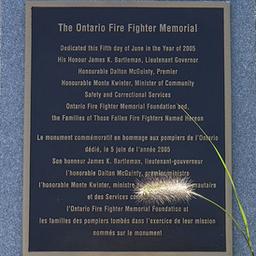 The Ontario Fire Fighter Memorial
Dedicated this Fifth day of June in the Year of 2005
His Honour James K. Bartleman, Lieutenant Governor
Honourable Dalton McGuinty, Premier
Honourable Monte Kwinter, Minister of Community
Safety and Correctional Services
Ontario Fire Fighter Memorial Foundation and
the Families of Those Fallen Fire Fighters Named Hereon
Le monument commémoratif en hommage aux pompiers de l'Ontario
dédié, le 5 juin de l'année 2005
Son honneur James K. Bartleman, lieutenant-gouverneur
l'honorable Dalton McGuinty, premier ministre
l'honorable Monte Kwinter, ministre
et des Services
l'Ontario Fire Fighter Memorial Foundation et
les familles des pompiers tombés dans l'exercice de leur mission
nommés sur le monument